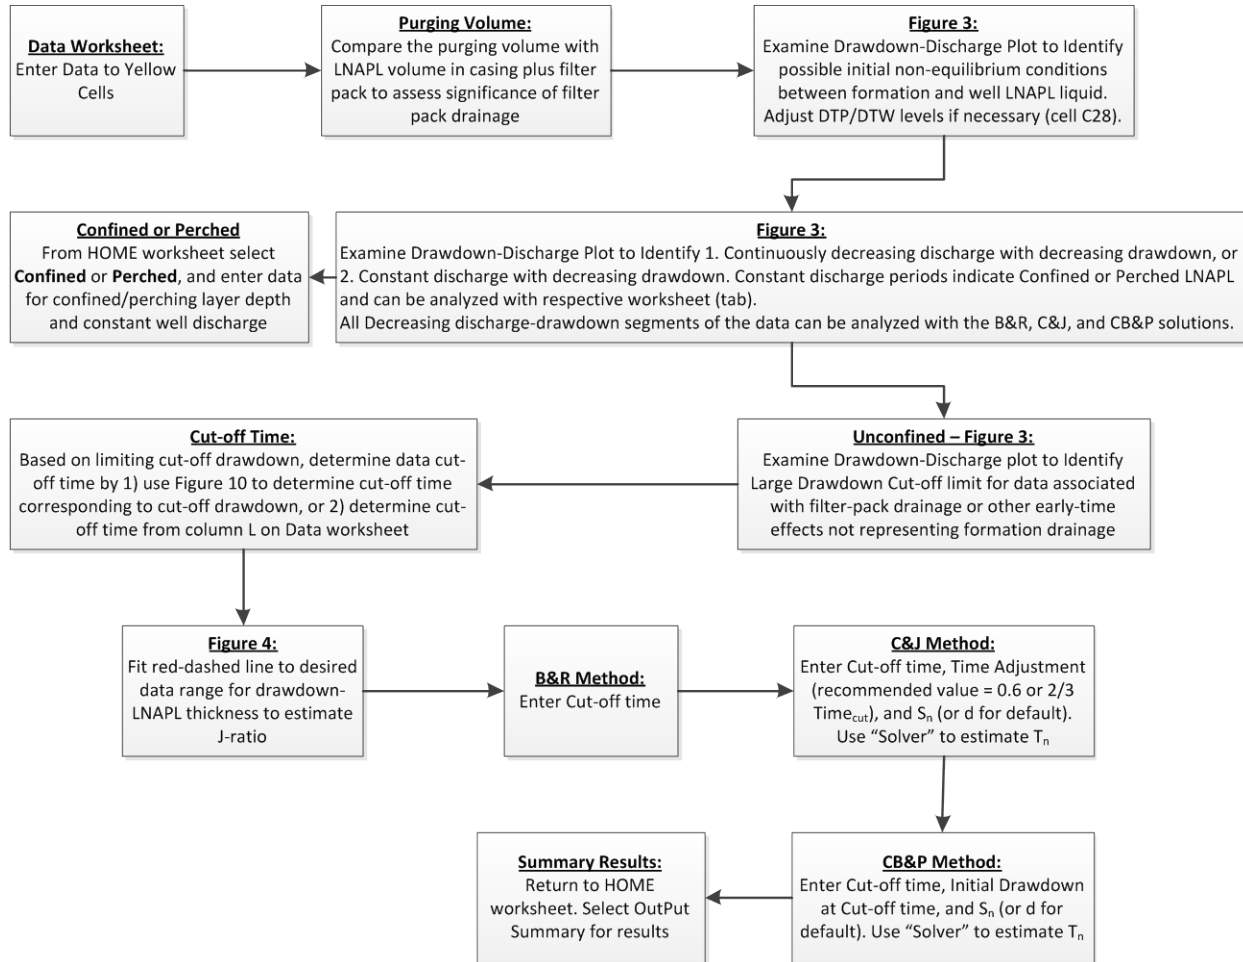 Data Worksheet:
Enter Data to Yellow
Cells
Purging Volume:
Compare the purging volume with
LNAPL volume in casing plus filter
pack to assess significance of filter
pack drainage
Figure 3:
Examine Drawdown-Discharge Plot to Identify
possible initial non-equilibrium conditions
between formation and well LNAPL liquid.
Adjust DTP/DTW levels if necessary (cell C28).
Figure 3:
Examine Drawdown-Discharge Plot to Identify 1. Continuously decreasing discharge with decreasing drawdown, or
2. Constant discharge with decreasing drawdown. Constant discharge periods indicate Confined or Perched LNAPL
and can be analyzed with respective worksheet (tab).
All Decreasing discharge-drawdown segments of the data can be analyzed with the B&R, C&J, and CB&P solutions.
Confined or Perched
From HOME worksheet select
Confined or Perched, and enter data
for confined/perching layer depth
and constant well discharge
Unconfined – Figure 3:
Examine Drawdown-Discharge plot to Identify
Large Drawdown Cut-off limit for data associated
with filter-pack drainage or other early-time
effects not representing formation drainage
Cut-off Time:
Based on limiting cut-off drawdown, determine data cut-
off time by 1) use Figure 10 to determine cut-off time
corresponding to cut-off drawdown, or 2) determine cut-
off time from column L on Data worksheet
Figure 4:
Fit red-dashed line to desired
data range for drawdown-
LNAPL thickness to estimate
J-ratio
B&R Method:
Enter Cut-off time
C&J Method:
Enter Cut-off time, Time Adjustment
(recommended value = 0.6 or 2/3
Timecut), and Sn (or d for default).
Use “Solver” to estimate Tn
CB&P Method:
Enter Cut-off time, Initial Drawdown
at Cut-off time, and Sn (or d for
default). Use “Solver” to estimate Tn
Summary Results:
Return to HOME
worksheet. Select OutPut
Summary for results